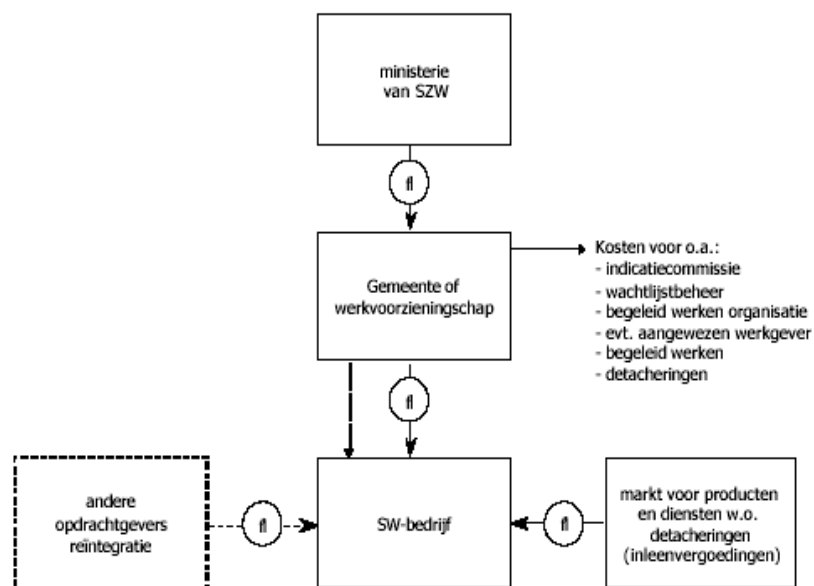 ministerie
van SZW
fl
Gemeente of
werkvoorzieningschap
Kosten voor o.a.:
- indicatiecommissie
- wachtlijstbeheer
- begeleid werken organisatie
- evt. aangewezen werkgever
- begeleid werken
- detacheringen
fl
andere
opdrachtgevers
reïntegratie
fl
SW-bedrijf
fl
markt voor producten
en diensten w.o.
detacheringen
(inleenvergoedingen)